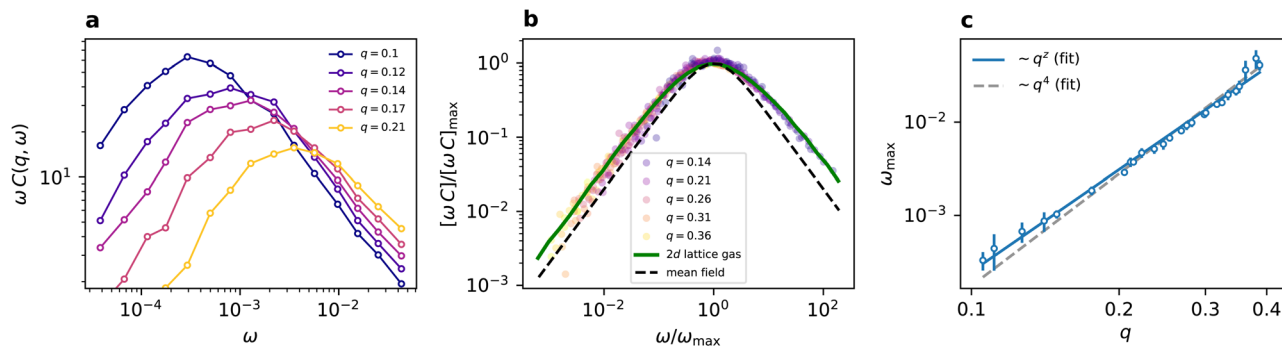 a
ωC(q, ω)
10¹
10⁻⁴
10⁻³
10⁻²
ω
q = 0.1
q = 0.12
q = 0.14
q = 0.17
q = 0.21
b
[ωC]/[ωC]max
10⁰
10⁻¹
10⁻²
10⁻³
10⁻²
10⁰
10²
ω/ωmax
q = 0.14
q = 0.21
q = 0.26
q = 0.31
q = 0.36
2d lattice gas
mean field
c
ωmax
10⁻²
10⁻³
0.1
0.2
0.3
0.4
q
~ qᶻ (fit)
~ q⁴ (fit)